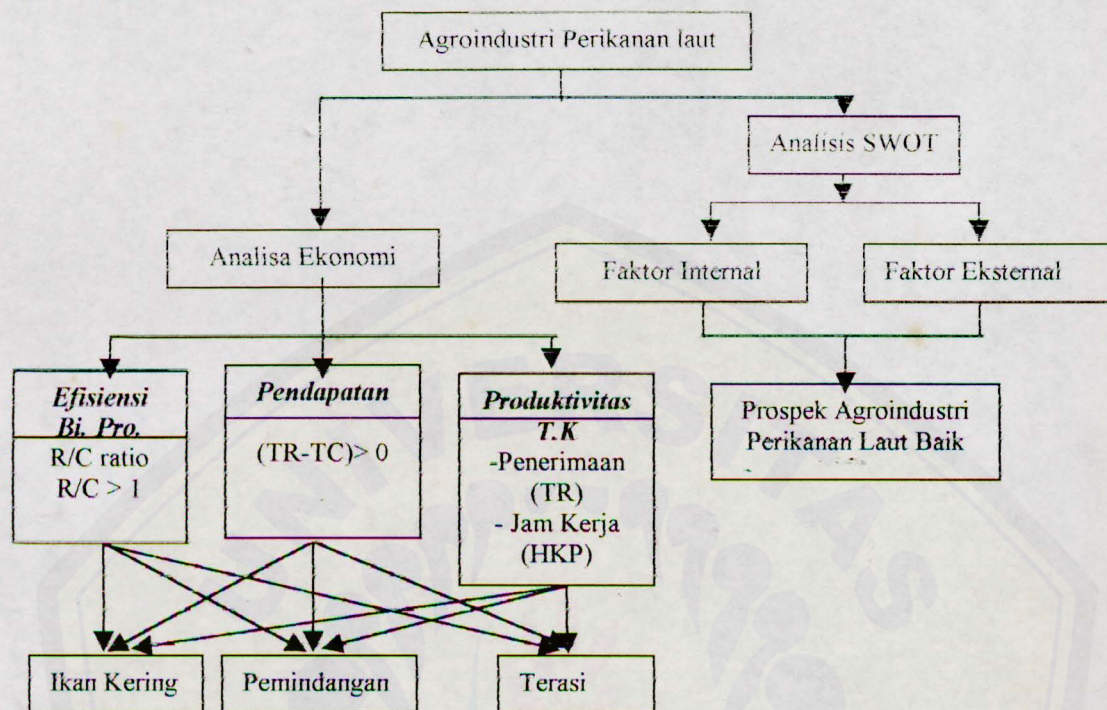 Agroindustri Perikanan laut
Analisis SWOT
Analisa Ekonomi
Faktor Internal
Faktor Eksternal
Efisiensi
Bi. Pro.
R/C ratio
R/C > 1
Pendapatan
(TR-TC)> 0
Produktivitas
T.K
-Penerimaan
(TR)
- Jam Kerja
(HKP)
Prospek Agroindustri
Perikanan Laut Baik
Ikan Kering
Pemindangan
Terasi
UNIVERSITAS